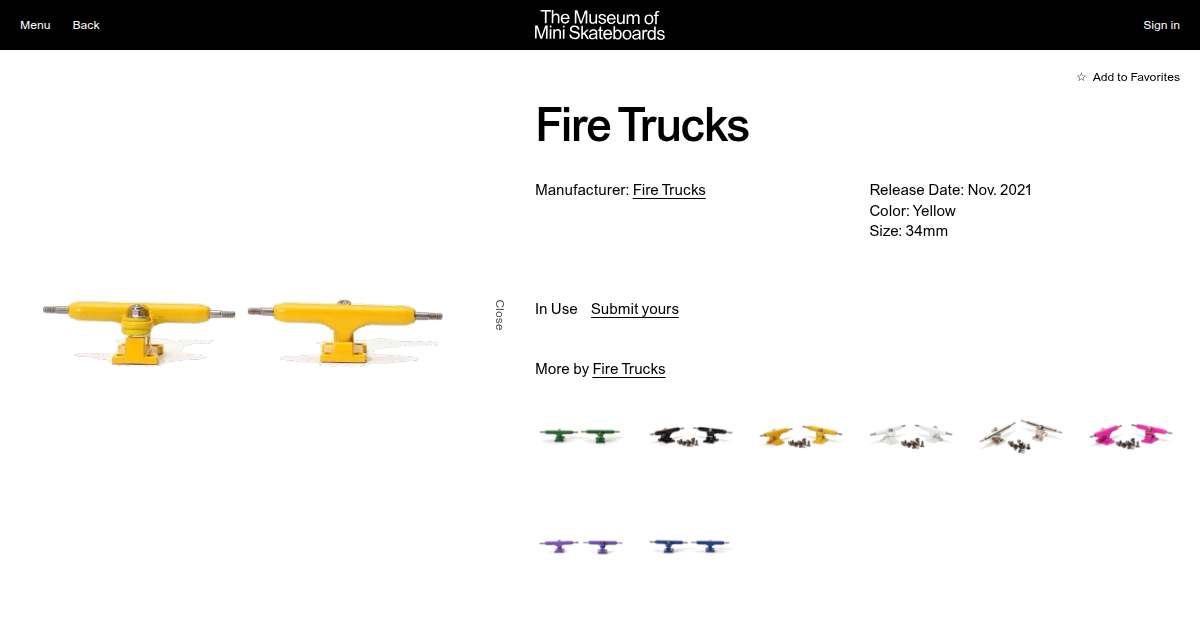 Menu
Back
The Museum of
Mini Skateboards
Sign in
☆ Add to Favorites
Fire Trucks
Manufacturer: Fire Trucks
Release Date: Nov. 2021
Color: Yellow
Size: 34mm
Close
In Use
Submit yours
More by Fire Trucks